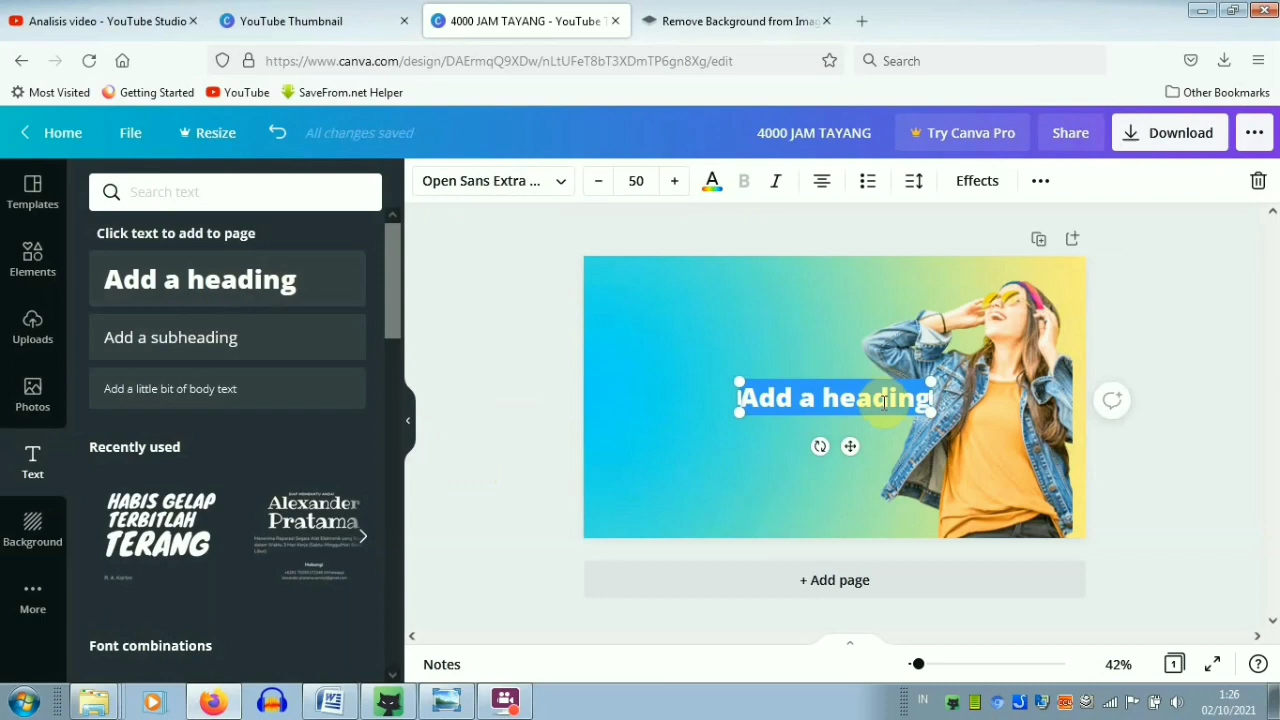 Analisis video - YouTube Studio
YouTube Thumbnail
4000 JAM TAYANG - YouTube
Remove Background from Imag
https://www.canva.com/design/DAErmqQ9XDw/nLtUFeT8bT3XDmTP6gn8Xg/edit
Search
Most Visited
Getting Started
YouTube
SaveFrom.net Helper
Other Bookmarks
Home
File
Resize
All changes saved
4000 JAM TAYANG
Try Canva Pro
Share
Download
Templates
Elements
Uploads
Photos
Text
Background
More
Search text
Click text to add to page
Add a heading
Add a subheading
Add a little bit of body text
Recently used
HABIS GELAP
TERBITLAH
TERANG
R. A. Kartini
Alexander
Pratama
Font combinations
Open Sans Extra ...
50
A
B
I
Effects
Add a heading
+ Add page
Notes
42%
1
IN
1:26
02/10/2021